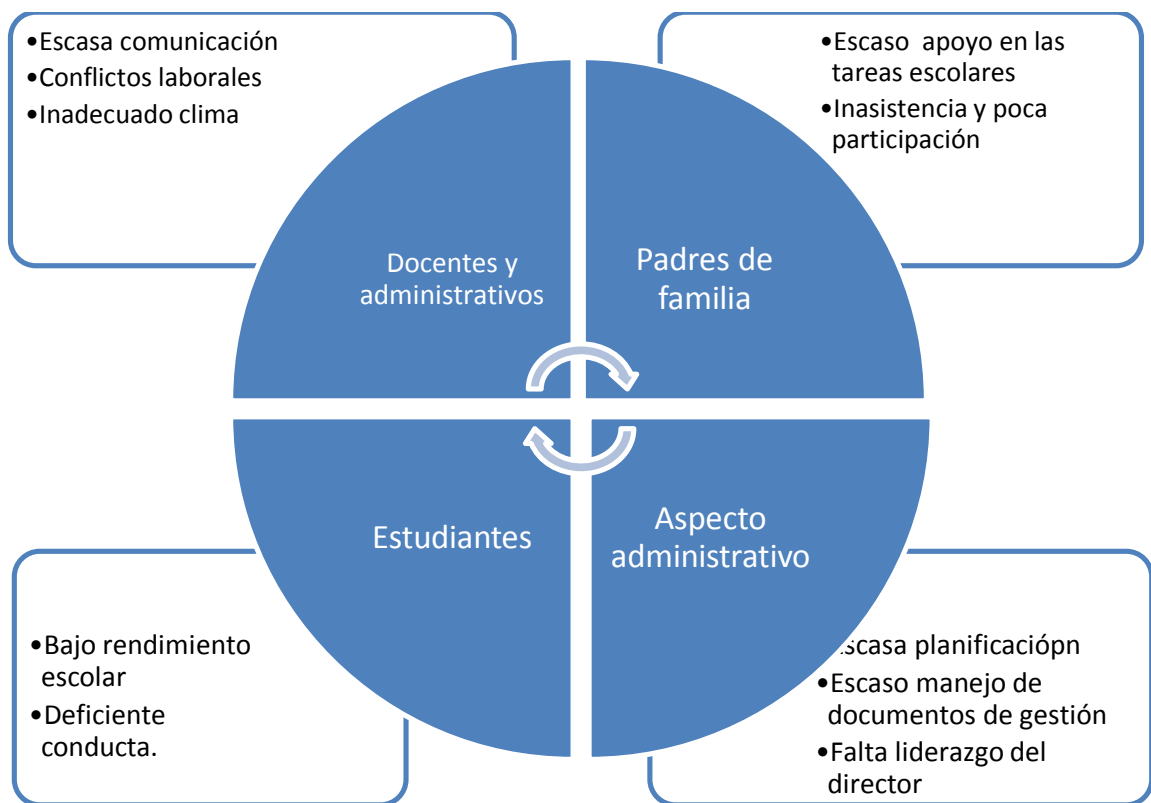 •Escasa comunicación
•Conflictos laborales
•Inadecuado clima
•Escaso apoyo en las
tareas escolares
•Inasistencia y poca
participación
Docentes y
administrativos
Padres de
familia
Estudiantes
Aspecto
administrativo
•Bajo rendimiento
escolar
•Deficiente
conducta.
Escasa planificaciópn
•Escaso manejo de
documentos de gestión
•Falta liderazgo del
director